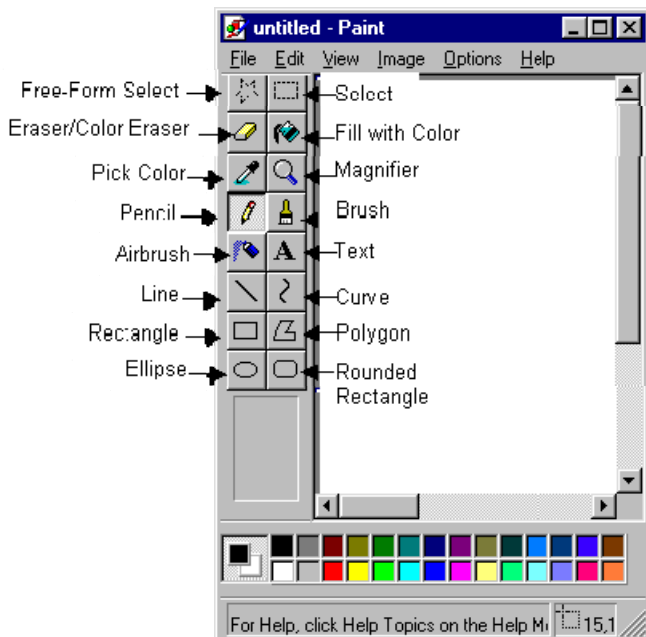 untitled - Paint
File Edit View Image Options Help
Free-Form Select
Select
Eraser/Color Eraser
Fill with Color
Pick Color
Magnifier
Pencil
Brush
Airbrush
A
Text
Line
Curve
Rectangle
Polygon
Ellipse
Rounded
Rectangle
For Help, click Help Topics on the Help M
15,1